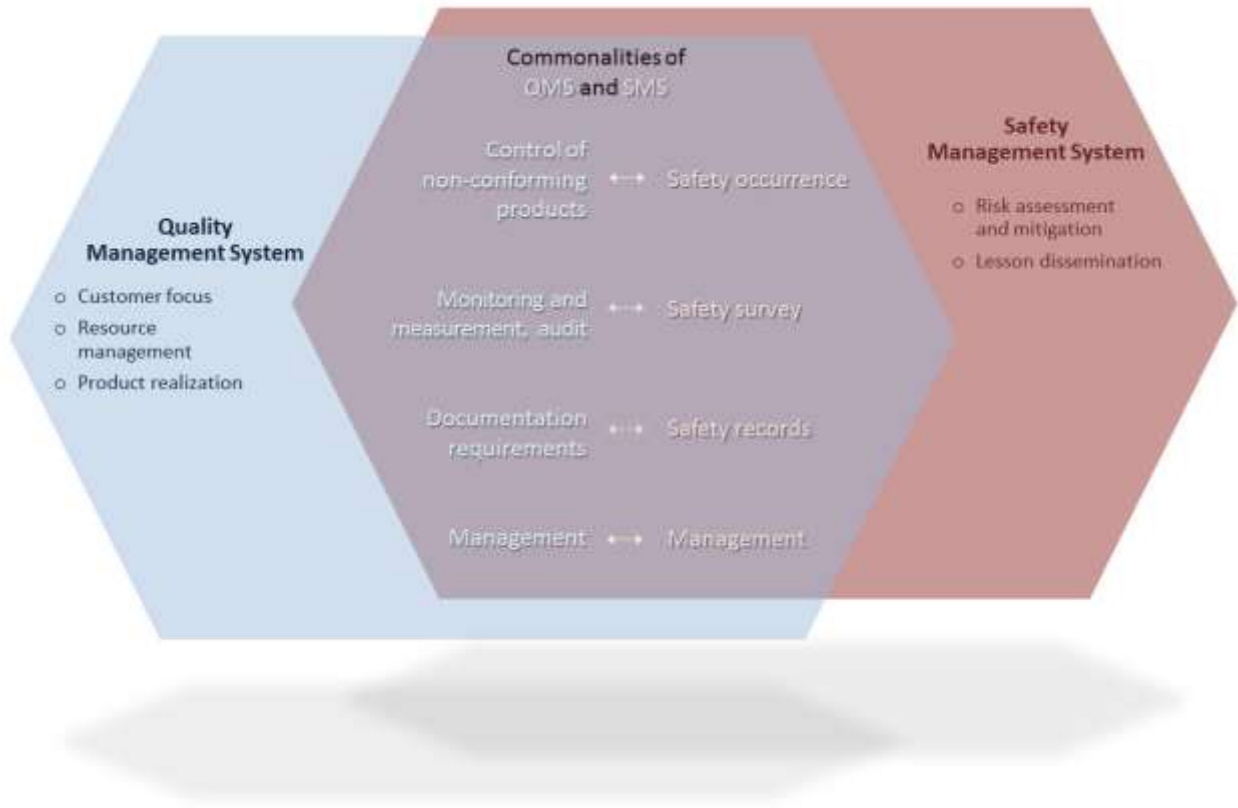 Commonalities of
QMS and SMS
Control of
non-conforming
products
Safety occurrence
Monitoring and
measurement, audit
Safety survey
Documentation
requirements
Safety records
Management
Management
Quality
Management System
o Customer focus
o Resource
management
o Product realization
Safety
Management System
o Risk assessment
and mitigation
o Lesson dissemination